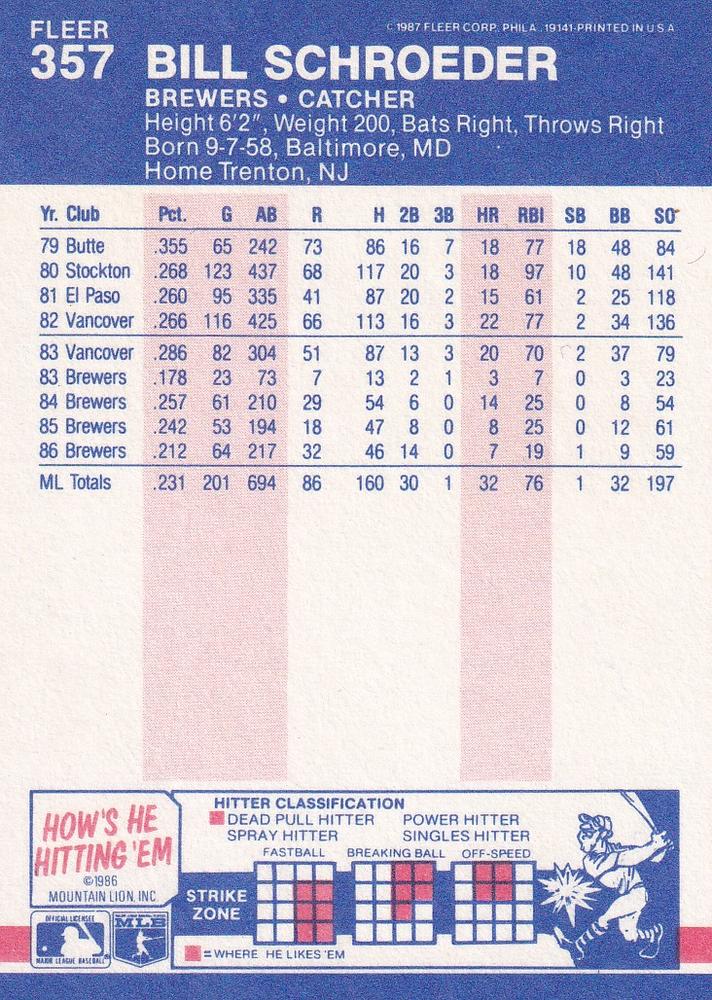 FLEER
© 1987 FLEER CORP. PHILA. 19141-PRINTED IN U S A
357 BILL SCHROEDER
BREWERS • CATCHER
Height 6'2", Weight 200, Bats Right, Throws Right
Born 9-7-58, Baltimore, MD
Home Trenton, NJ
Yr. Club Pct. G AB R H 2B 3B HR RBI SB BB SO
79 Butte .355 65 242 73 86 16 7 18 77 18 48 84
80 Stockton .268 123 437 68 117 20 3 18 97 10 48 141
81 El Paso .260 95 335 41 87 20 2 15 61 2 25 118
82 Vancover .266 116 425 66 113 16 3 22 77 2 34 136
83 Vancover .286 82 304 51 87 13 3 20 70 2 37 79
83 Brewers .178 23 73 7 13 2 1 3 7 0 3 23
84 Brewers .257 61 210 29 54 6 0 14 25 0 8 54
85 Brewers .242 53 194 18 47 8 0 8 25 0 12 61
86 Brewers .212 64 217 32 46 14 0 7 19 1 9 59
ML Totals .231 201 694 86 160 30 1 32 76 1 32 197
HOW'S HE
HITTING 'EM
©1986
MOUNTAIN LION, INC.
OFFICIAL LICENSEE
MAJOR LEAGUE BASEBALL
MLB
HITTER CLASSIFICATION
DEAD PULL HITTER POWER HITTER
SPRAY HITTER SINGLES HITTER
FASTBALL BREAKING BALL OFF-SPEED
STRIKE
ZONE
= WHERE HE LIKES 'EM